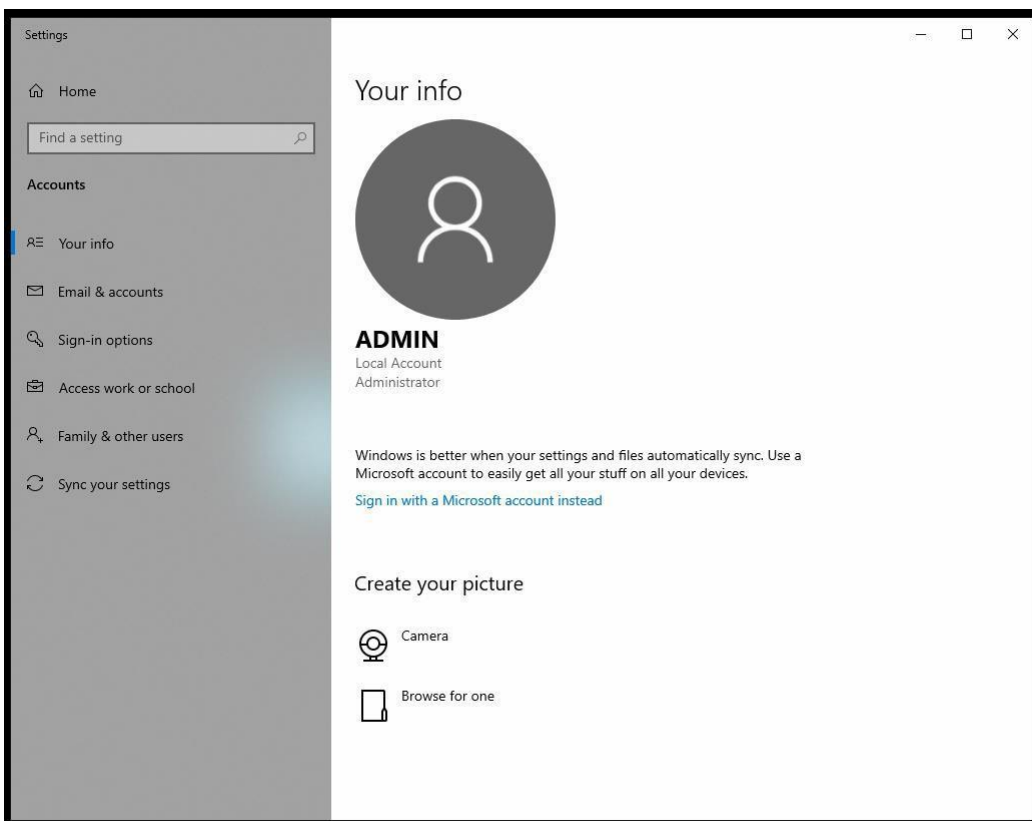 Settings
Home
Find a setting
Accounts
Your info
Email & accounts
Sign-in options
Access work or school
Family & other users
Sync your settings
Your info
ADMIN
Local Account
Administrator
Windows is better when your settings and files automatically sync. Use a
Microsoft account to easily get all your stuff on all your devices.
Sign in with a Microsoft account instead
Create your picture
Camera
Browse for one